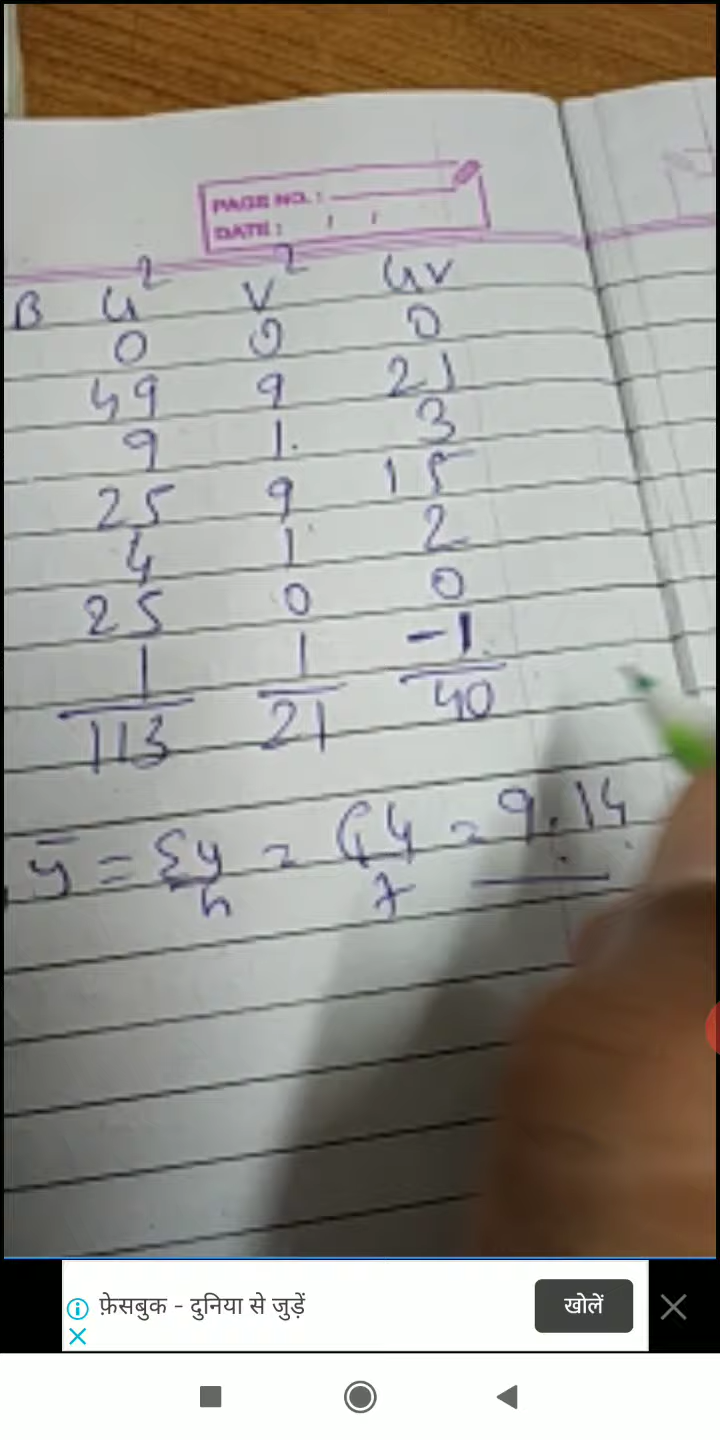 PAGE NO. :
DATE : / /
B u² v² uv
0 0 0
49 9 21
9 1 3
25 9 15
4 1 2
25 0 0
1 1 -1
113 21 40
ȳ = Σy/n = 64/7 = 9.14
फ़ेसबुक - दुनिया से जुड़ें
खोलें